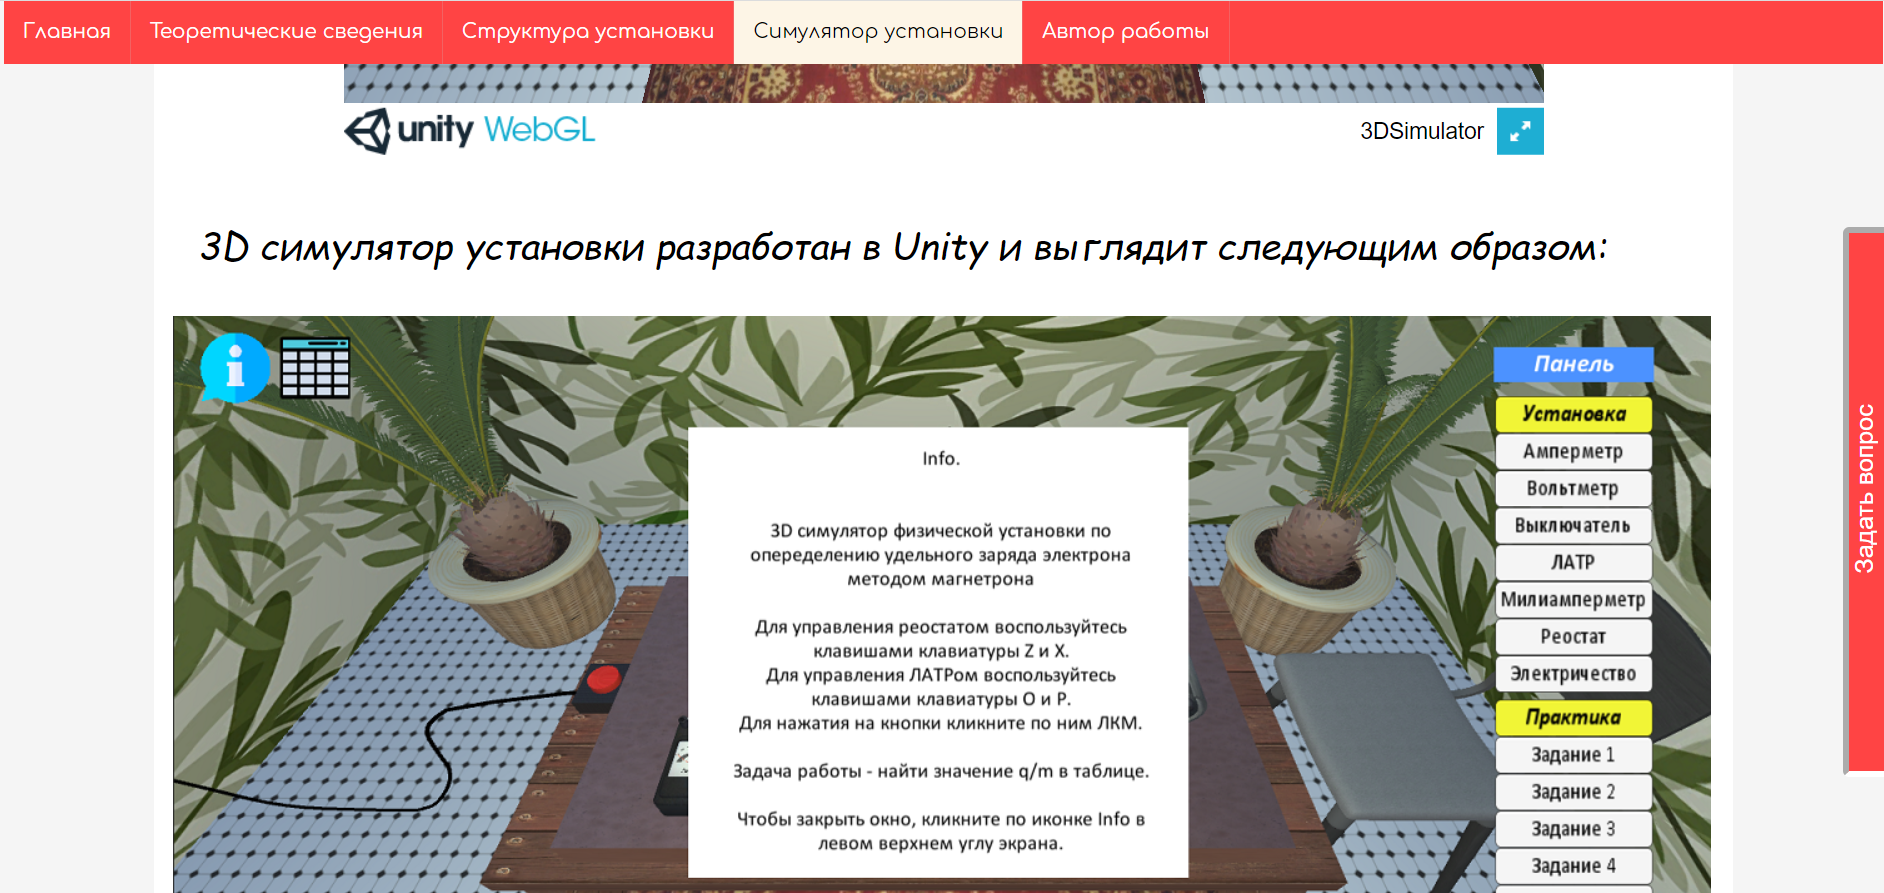 Главная
Теоретические сведения
Структура установки
Симулятор установки
Автор работы
unity WebGL
3DSimulator
3D симулятор установки разработан в Unity и выглядит следующим образом:
Info.
3D симулятор физической установки по
опеределению удельного заряда электрона
методом магнетрона
Для управления реостатом воспользуйтесь
клавишами клавиатуры Z и X.
Для управления ЛАТРом воспользуйтесь
клавишами клавиатуры O и P.
Для нажатия на кнопки кликните по ним ЛКМ.
Задача работы - найти значение q/m в таблице.
Чтобы закрыть окно, кликните по иконке Info в
левом верхнем углу экрана.
Панель
Установка
Амперметр
Вольтметр
Выключатель
ЛАТР
Милиамперметр
Реостат
Электричество
Практика
Задание 1
Задание 2
Задание 3
Задание 4
Задать вопрос